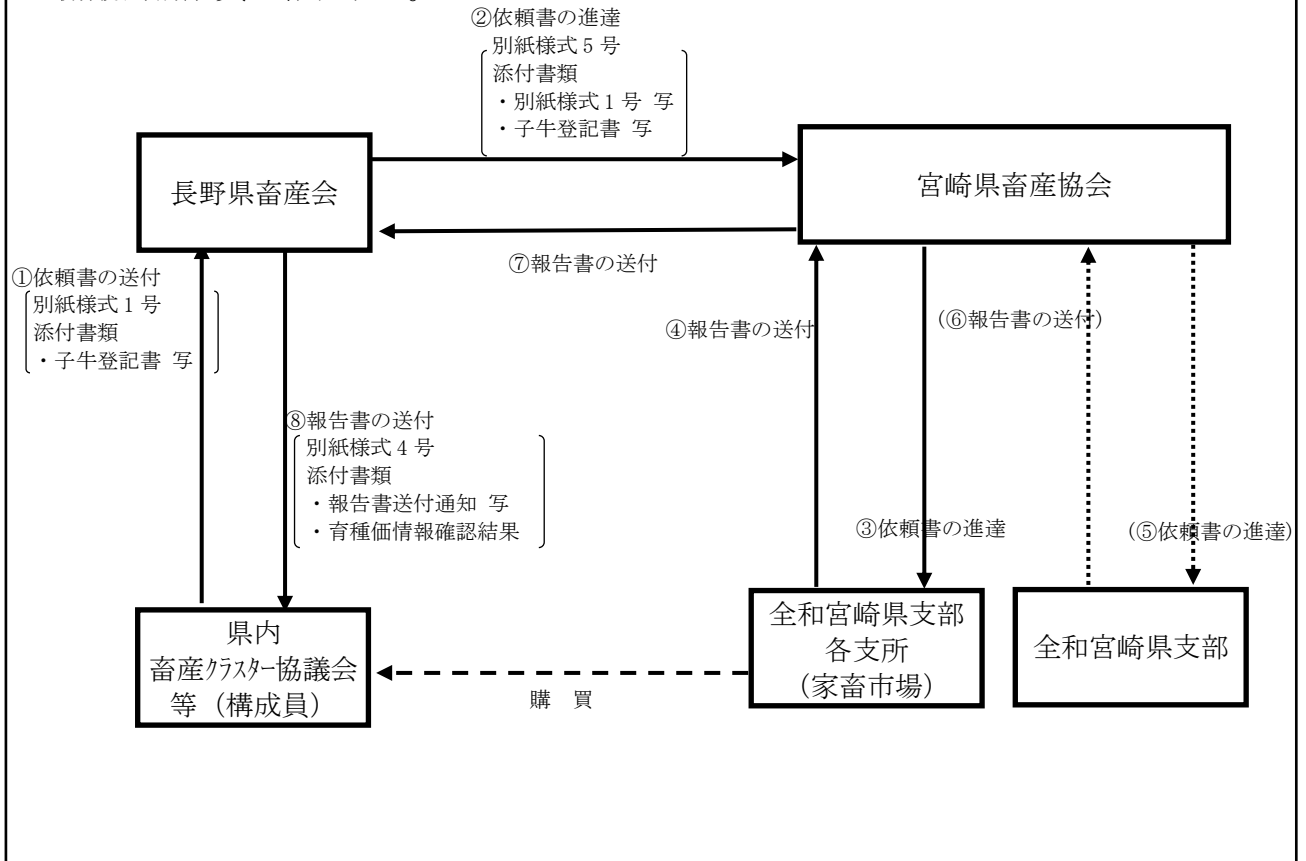 ②依頼書の進達
別紙様式５号
添付書類
・別紙様式１号 写
・子牛登記書 写
長野県畜産会
宮崎県畜産協会
⑦報告書の送付
①依頼書の送付
別紙様式１号
添付書類
・子牛登記書 写
④報告書の送付
(⑥報告書の送付)
⑧報告書の送付
別紙様式４号
添付書類
・報告書送付通知 写
・育種価情報確認結果
③依頼書の進達
(⑤依頼書の進達)
県内
畜産ｸﾗｽﾀｰ協議会
等（構成員）
購　買
全和宮崎県支部
各支所
（家畜市場）
全和宮崎県支部